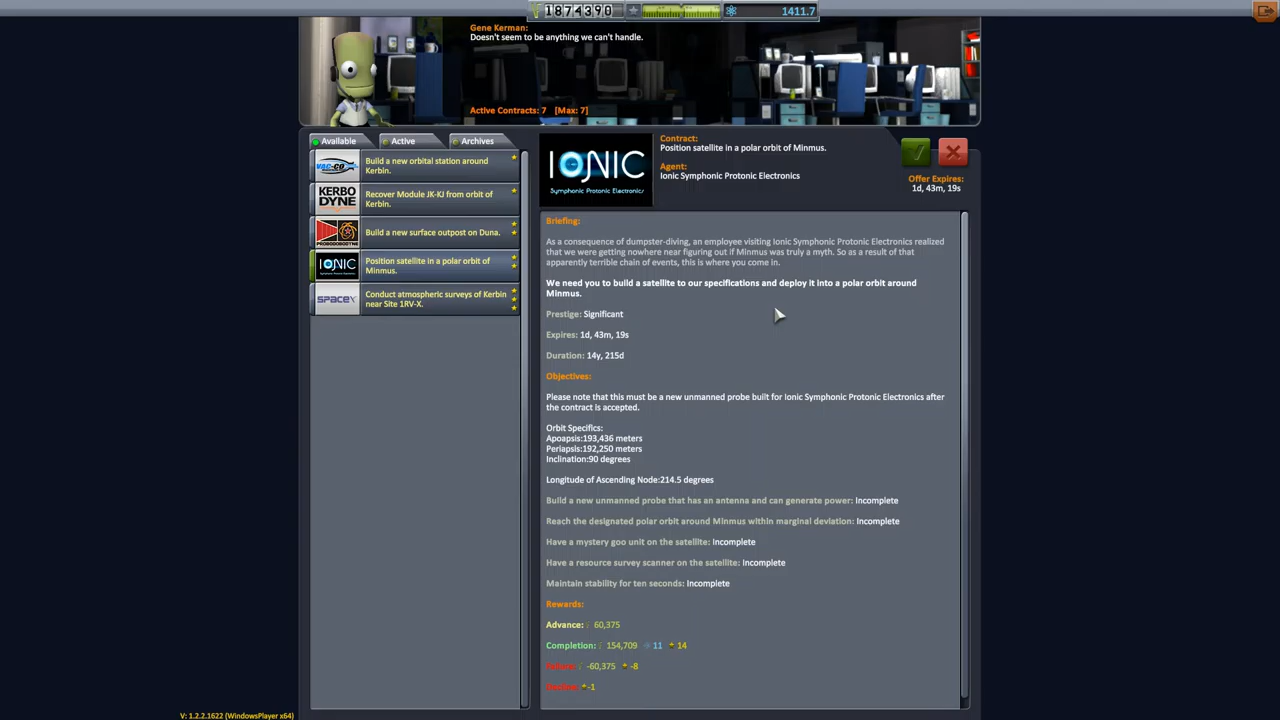 1874390
1411.7
Gene Kerman:
Doesn't seem to be anything we can't handle.
Active Contracts: 7 [Max: 7]
Available
Active
Archives
VAC-CO
Build a new orbital station around
Kerbin.
KERBO
DYNE
Recover Module JK-KJ from orbit of
Kerbin.
PROBODOBODYNE
Build a new surface outpost on Duna.
IONIC
Position satellite in a polar orbit of
Minmus.
SPACEX
Conduct atmospheric surveys of Kerbin
near Site 1RV-X.
IONIC
Symphonic Protonic Electronics
Contract:
Position satellite in a polar orbit of Minmus.
Agent:
Ionic Symphonic Protonic Electronics
Offer Expires:
1d, 43m, 19s
Briefing:
As a consequence of dumpster-diving, an employee visiting Ionic Symphonic Protonic Electronics realized
that we were getting nowhere near figuring out if Minmus was truly a myth. So as a result of that
apparently terrible chain of events, this is where you come in.
We need you to build a satellite to our specifications and deploy it into a polar orbit around
Minmus.
Prestige: Significant
Expires: 1d, 43m, 19s
Duration: 14y, 215d
Objectives:
Please note that this must be a new unmanned probe built for Ionic Symphonic Protonic Electronics after
the contract is accepted.
Orbit Specifics:
Apoapsis:193,436 meters
Periapsis:192,250 meters
Inclination:90 degrees
Longitude of Ascending Node:214.5 degrees
Build a new unmanned probe that has an antenna and can generate power: Incomplete
Reach the designated polar orbit around Minmus within marginal deviation: Incomplete
Have a mystery goo unit on the satellite: Incomplete
Have a resource survey scanner on the satellite: Incomplete
Maintain stability for ten seconds: Incomplete
Rewards:
Advance: 60,375
Completion: 154,709 11 14
Failure: -60,375 -8
Decline: -1
V: 1.2.2.1622 (WindowsPlayer x64)